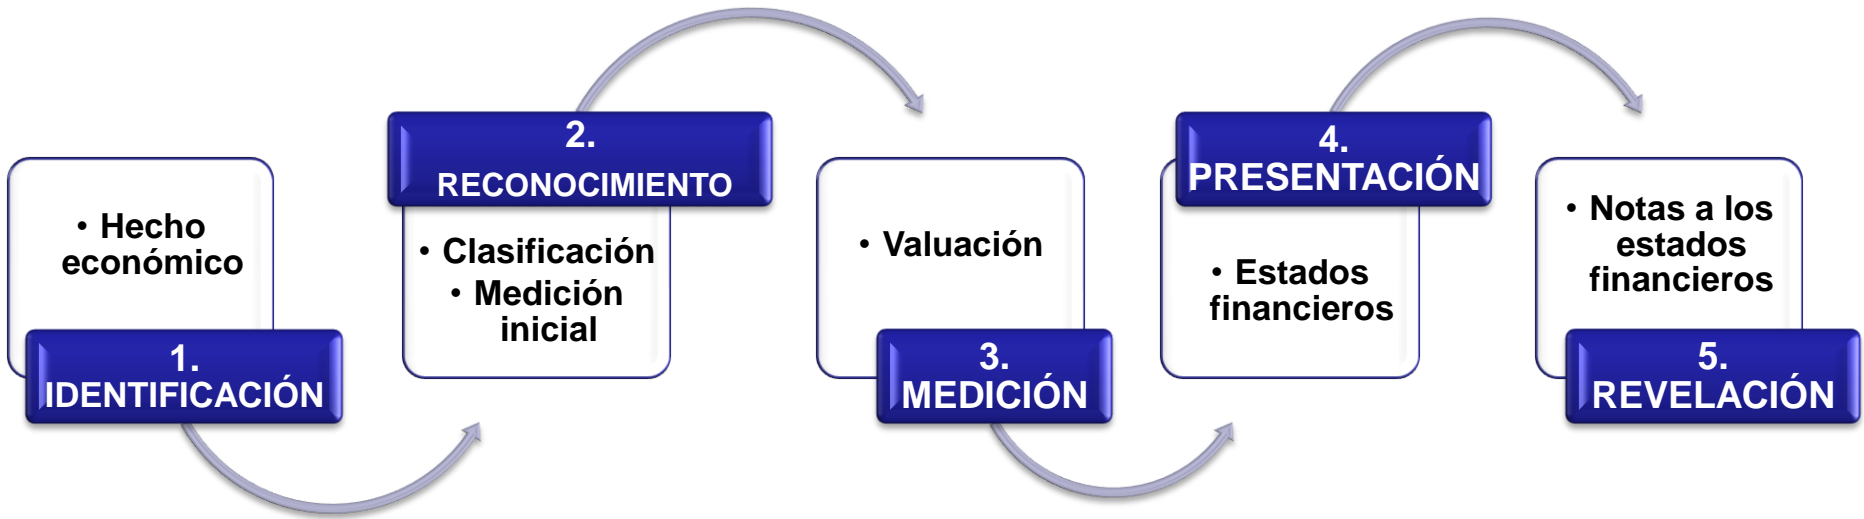 • Hecho
económico
1.
IDENTIFICACIÓN
2.
RECONOCIMIENTO
• Clasificación
• Medición
inicial
• Valuación
3.
MEDICIÓN
4.
PRESENTACIÓN
• Estados
financieros
• Notas a los
estados
financieros
5.
REVELACIÓN